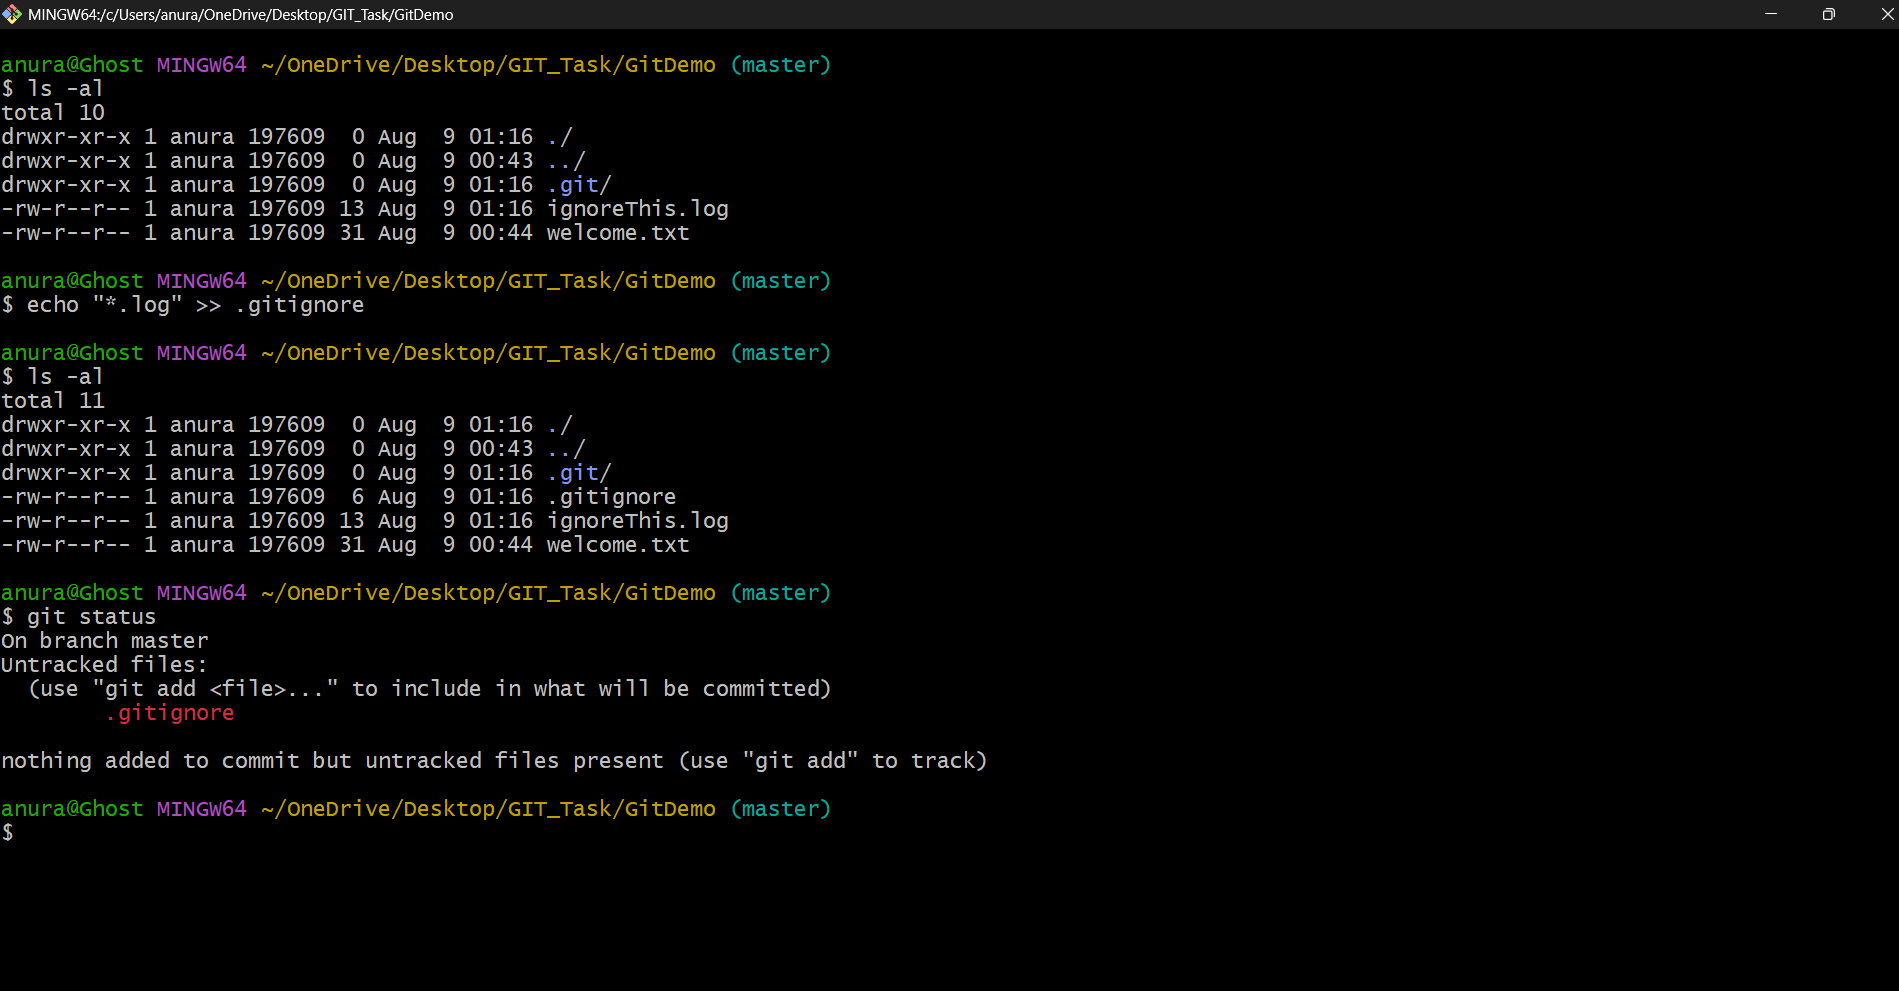 MINGW64:/c/Users/anura/OneDrive/Desktop/GIT_Task/GitDemo
anura@Ghost MINGW64 ~/OneDrive/Desktop/GIT_Task/GitDemo (master)
$ ls -al
total 10
drwxr-xr-x 1 anura 197609  0 Aug  9 01:16 ./
drwxr-xr-x 1 anura 197609  0 Aug  9 00:43 ../
drwxr-xr-x 1 anura 197609  0 Aug  9 01:16 .git/
-rw-r--r-- 1 anura 197609 13 Aug  9 01:16 ignoreThis.log
-rw-r--r-- 1 anura 197609 31 Aug  9 00:44 welcome.txt
anura@Ghost MINGW64 ~/OneDrive/Desktop/GIT_Task/GitDemo (master)
$ echo "*.log" >> .gitignore
anura@Ghost MINGW64 ~/OneDrive/Desktop/GIT_Task/GitDemo (master)
$ ls -al
total 11
drwxr-xr-x 1 anura 197609  0 Aug  9 01:16 ./
drwxr-xr-x 1 anura 197609  0 Aug  9 00:43 ../
drwxr-xr-x 1 anura 197609  0 Aug  9 01:16 .git/
-rw-r--r-- 1 anura 197609  6 Aug  9 01:16 .gitignore
-rw-r--r-- 1 anura 197609 13 Aug  9 01:16 ignoreThis.log
-rw-r--r-- 1 anura 197609 31 Aug  9 00:44 welcome.txt
anura@Ghost MINGW64 ~/OneDrive/Desktop/GIT_Task/GitDemo (master)
$ git status
On branch master
Untracked files:
  (use "git add <file>..." to include in what will be committed)
        .gitignore
nothing added to commit but untracked files present (use "git add" to track)
anura@Ghost MINGW64 ~/OneDrive/Desktop/GIT_Task/GitDemo (master)
$